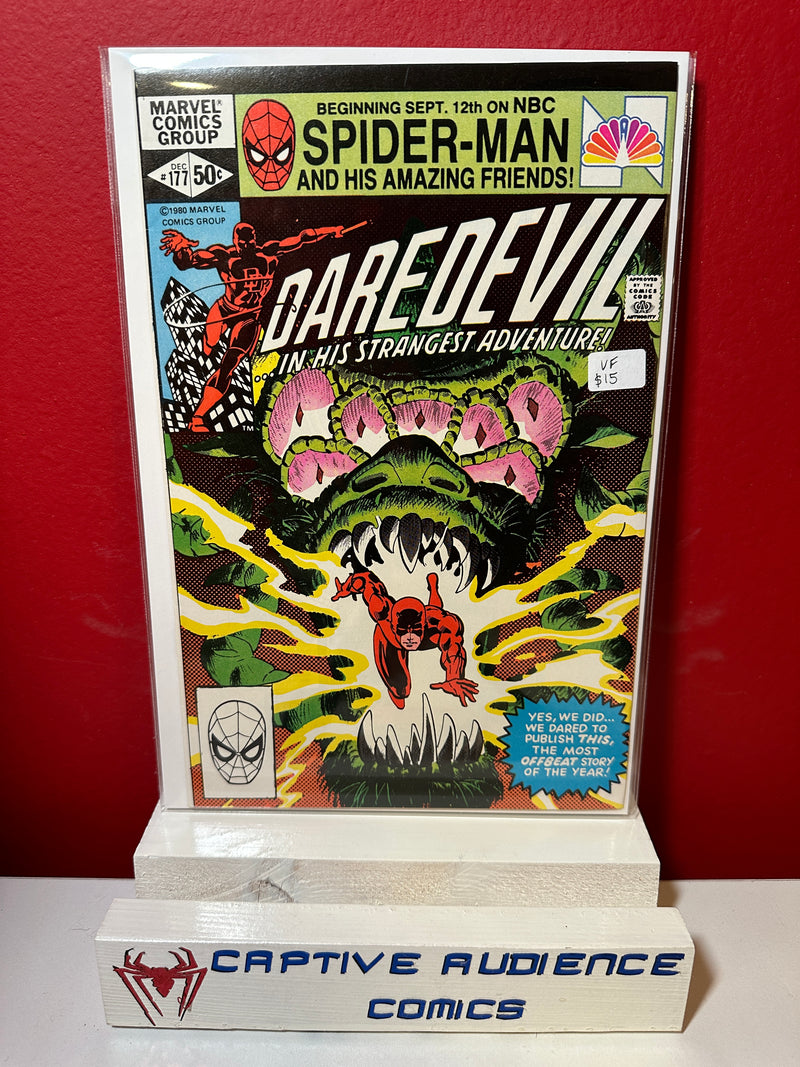 MARVEL®
COMICS
GROUP
DEC
#177 50¢
BEGINNING SEPT. 12th ON NBC
SPIDER-MAN
AND HIS AMAZING FRIENDS!
©1980 MARVEL
COMICS GROUP
DAREDEVIL
IN HIS STRANGEST ADVENTURE!
APPROVED
BY THE
COMICS
CODE
AUTHORITY
VF
$15
TM
YES, WE DID...
WE DARED TO
PUBLISH THIS,
THE MOST
OFFBEAT STORY
OF THE YEAR!
CAPTIVE AUDIENCE
COMICS